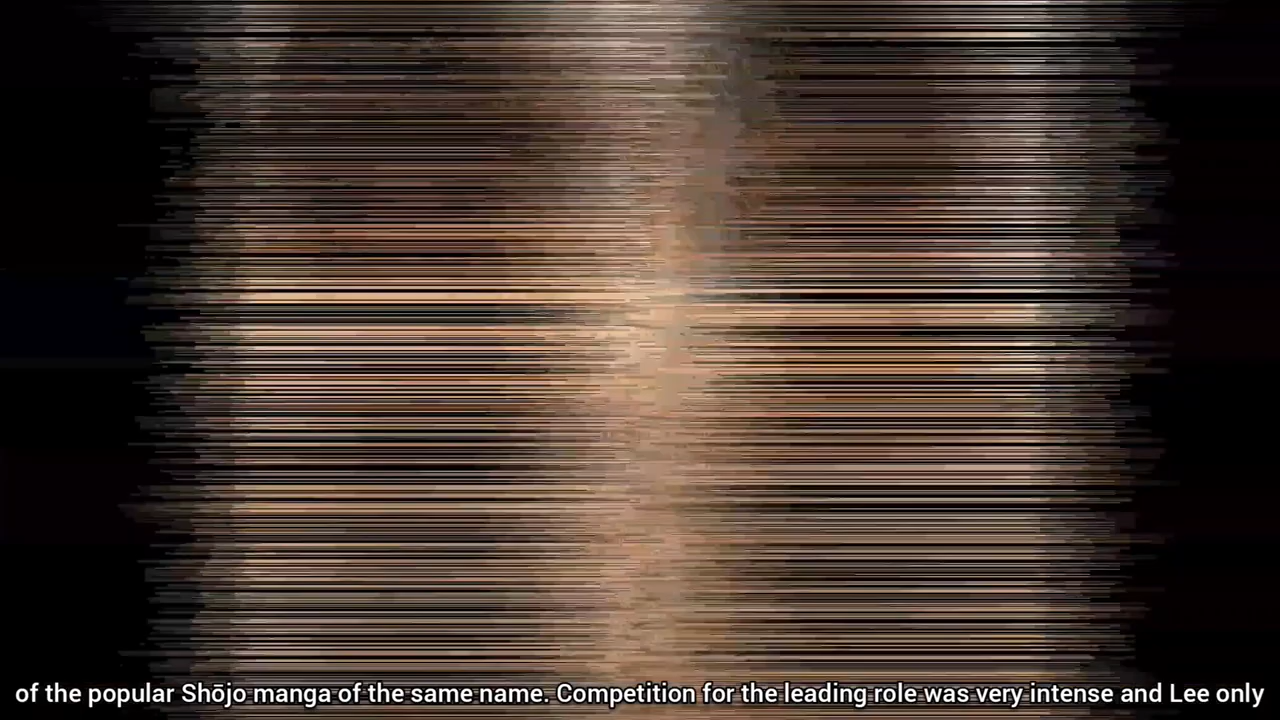 of the popular Shōjo manga of the same name. Competition for the leading role was very intense and Lee only